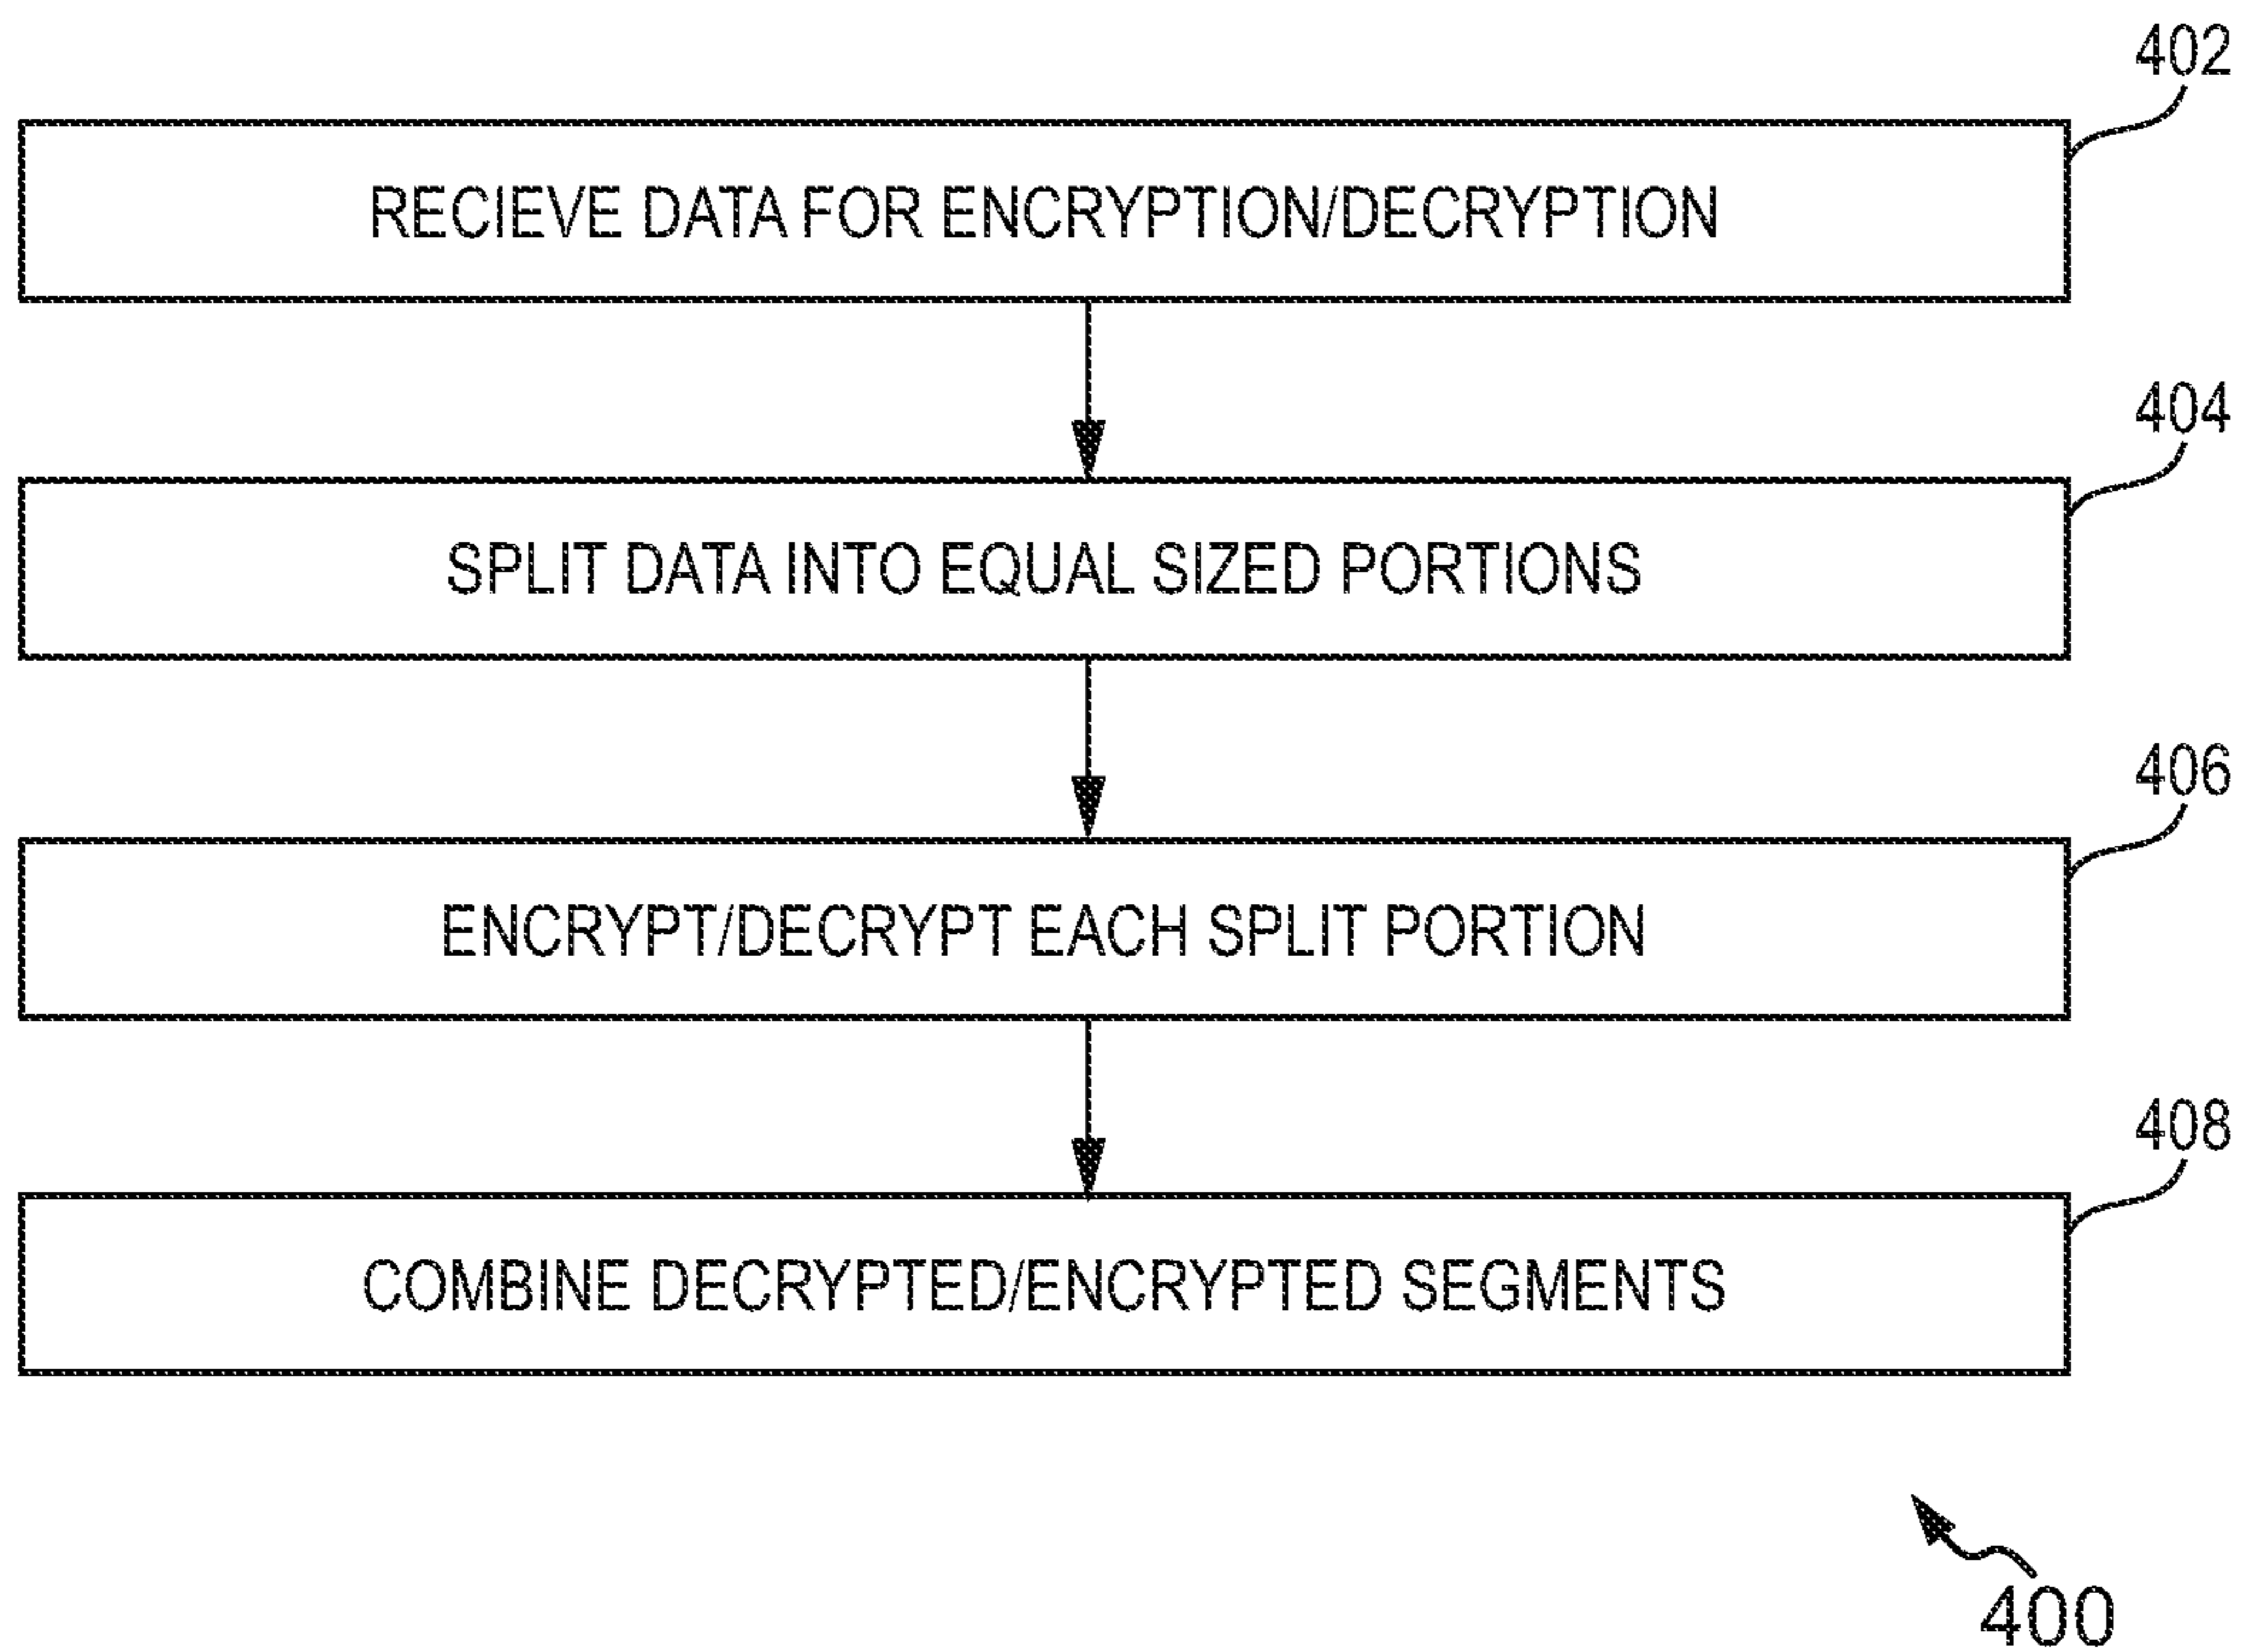 402
RECIEVE DATA FOR ENCRYPTION/DECRYPTION
404
SPLIT DATA INTO EQUAL SIZED PORTIONS
406
ENCRYPT/DECRYPT EACH SPLIT PORTION
408
COMBINE DECRYPTED/ENCRYPTED SEGMENTS
400